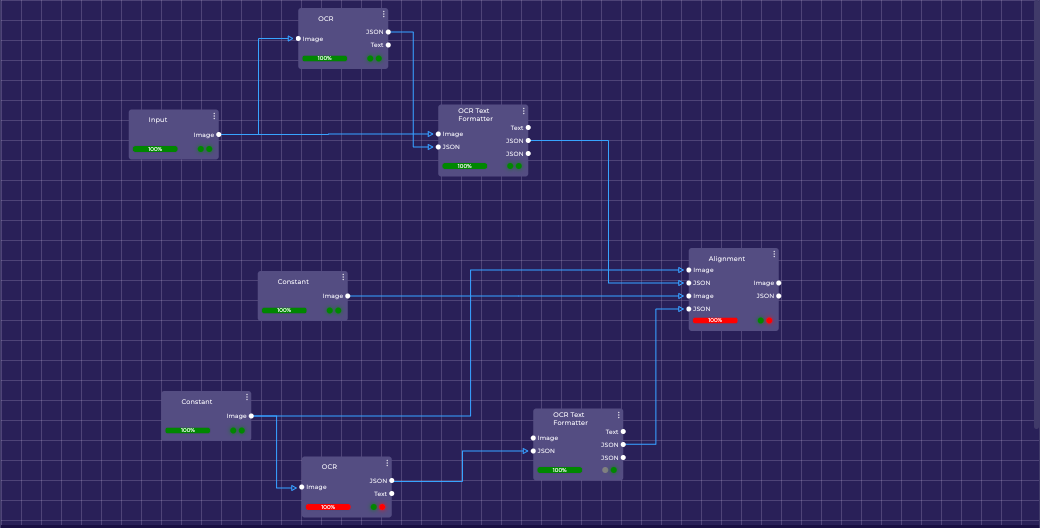 OCR
Image
JSON
Text
100%
Input
Image
100%
OCR Text
Formatter
Image
JSON
Text
JSON
JSON
100%
Constant
Image
100%
Alignment
Image
JSON
Image
JSON
Image
JSON
100%
Constant
Image
100%
OCR Text
Formatter
Image
JSON
Text
JSON
JSON
100%
OCR
Image
JSON
Text
100%